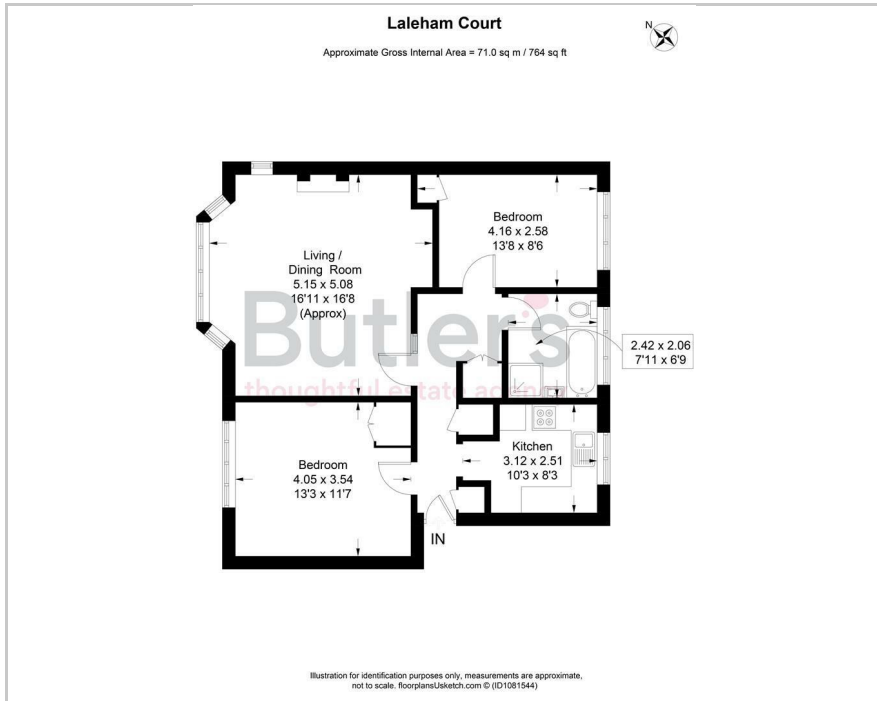 Laleham Court
Approximate Gross Internal Area = 71.0 sq m / 764 sq ft
N
Bedroom
4.16 x 2.58
13'8 x 8'6
Living /
Dining Room
5.15 x 5.08
16'11 x 16'8
(Approx)
Butler's
thoughtful estate agency
2.42 x 2.06
7'11 x 6'9
Bedroom
4.05 x 3.54
13'3 x 11'7
Kitchen
3.12 x 2.51
10'3 x 8'3
IN
Illustration for identification purposes only, measurements are approximate,
not to scale. floorplansUsketch.com © (ID1081544)